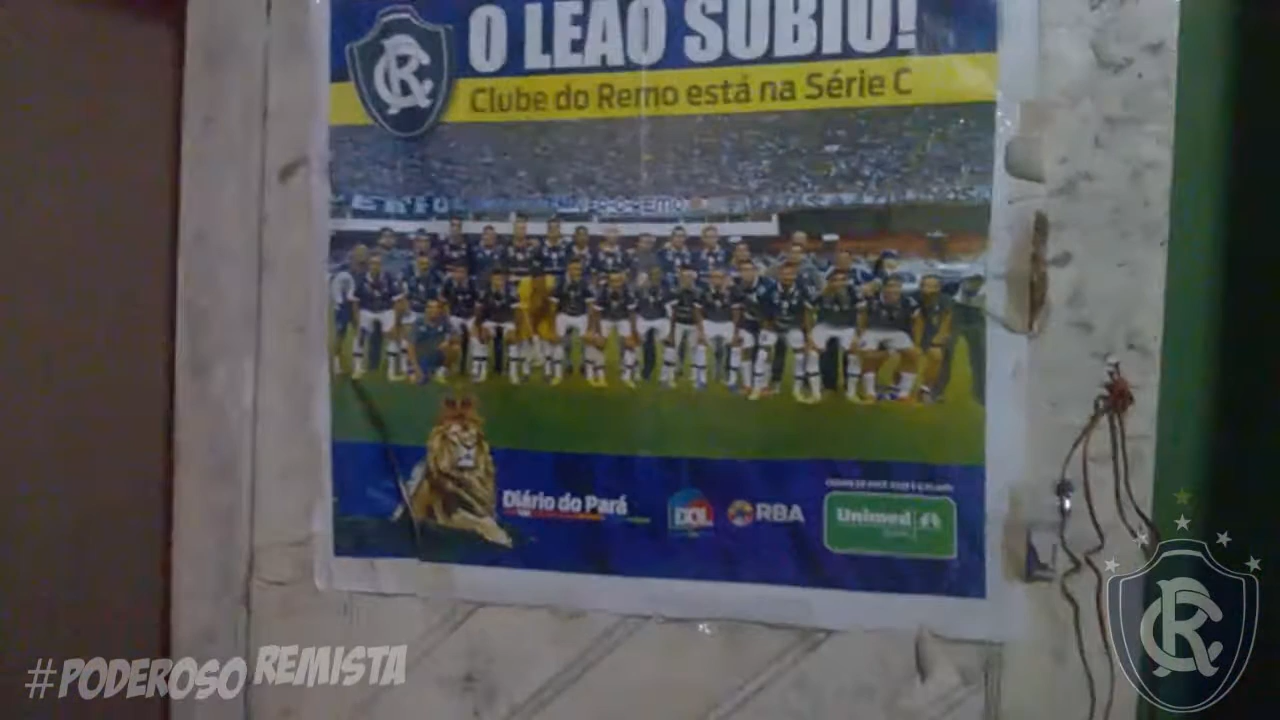 O LEÃO SUBIU!
Clube do Remo está na Série C
Diário do Pará
DOL
RBA
Unimed
#PODEROSO REMISTA